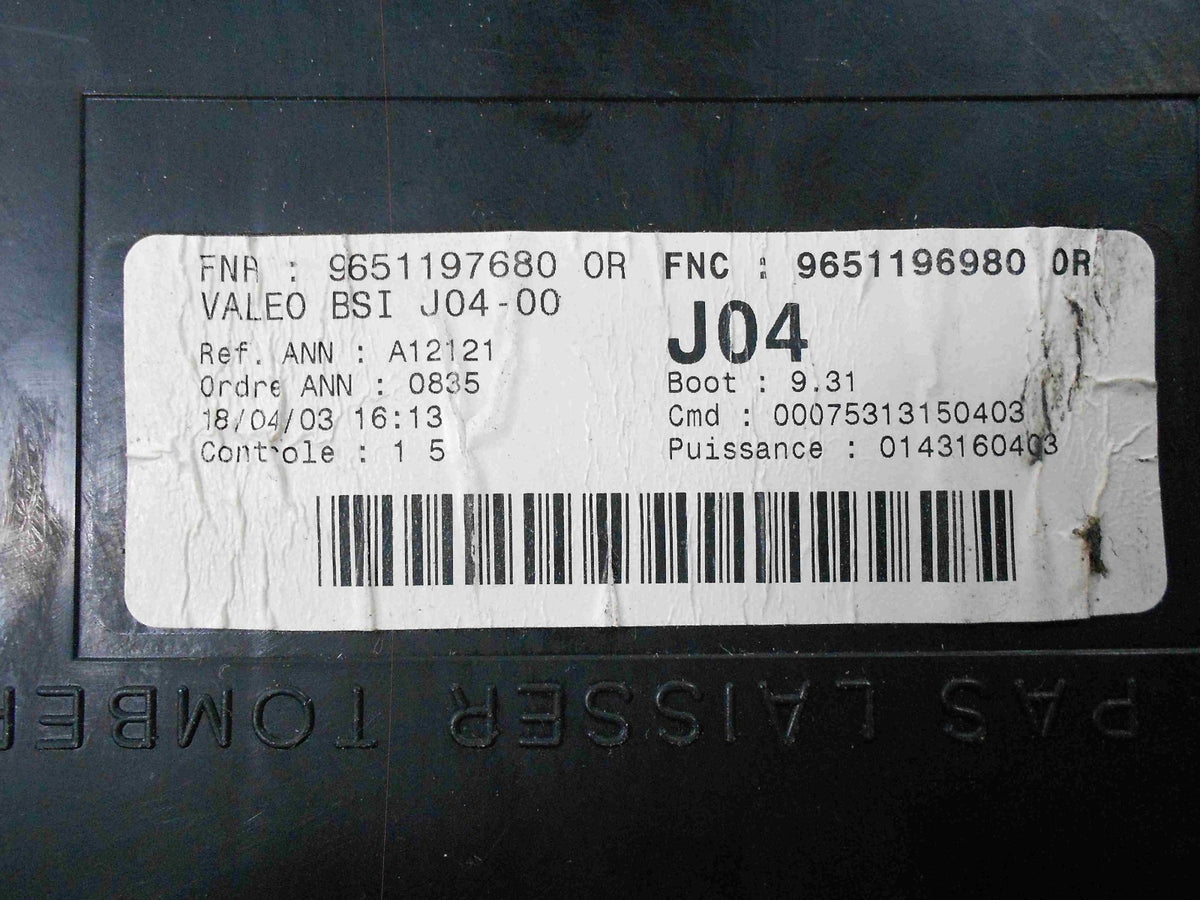 FNR : 9651197680 0R FNC : 9651196980 0R
VALEO BSI J04-00 J04
Ref. ANN : A12121
Ordre ANN : 0835 Boot : 9.31
18/04/03 16:13 Cmd : 00075313150403
Controle : 1 5 Puissance : 0143160403
PAS LAISSER TOMBER